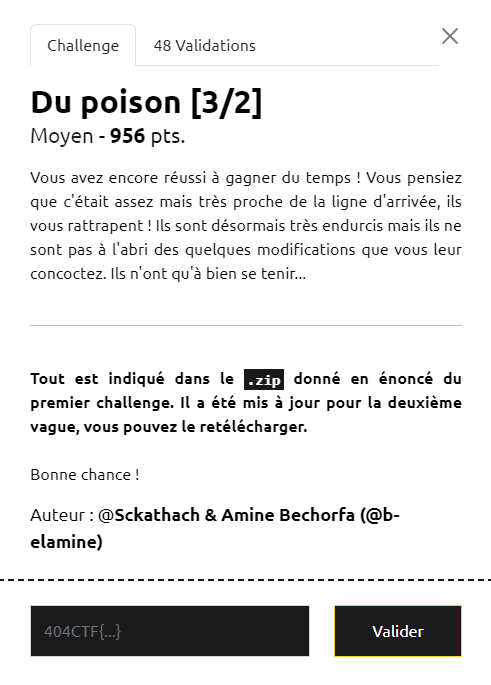 Challenge
48 Validations
Du poison [3/2]
Moyen - 956 pts.
Vous avez encore réussi à gagner du temps ! Vous pensiez
que c'était assez mais très proche de la ligne d'arrivée, ils
vous rattrapent ! Ils sont désormais très endurcis mais ils ne
sont pas à l'abri des quelques modifications que vous leur
concoctez. Ils n'ont qu'à bien se tenir...
Tout est indiqué dans le .zip donné en énoncé du
premier challenge. Il a été mis à jour pour la deuxième
vague, vous pouvez le retélécharger.
Bonne chance !
Auteur : @Sckathach & Amine Bechorfa (@b-
elamine)
404CTF{...}
Valider